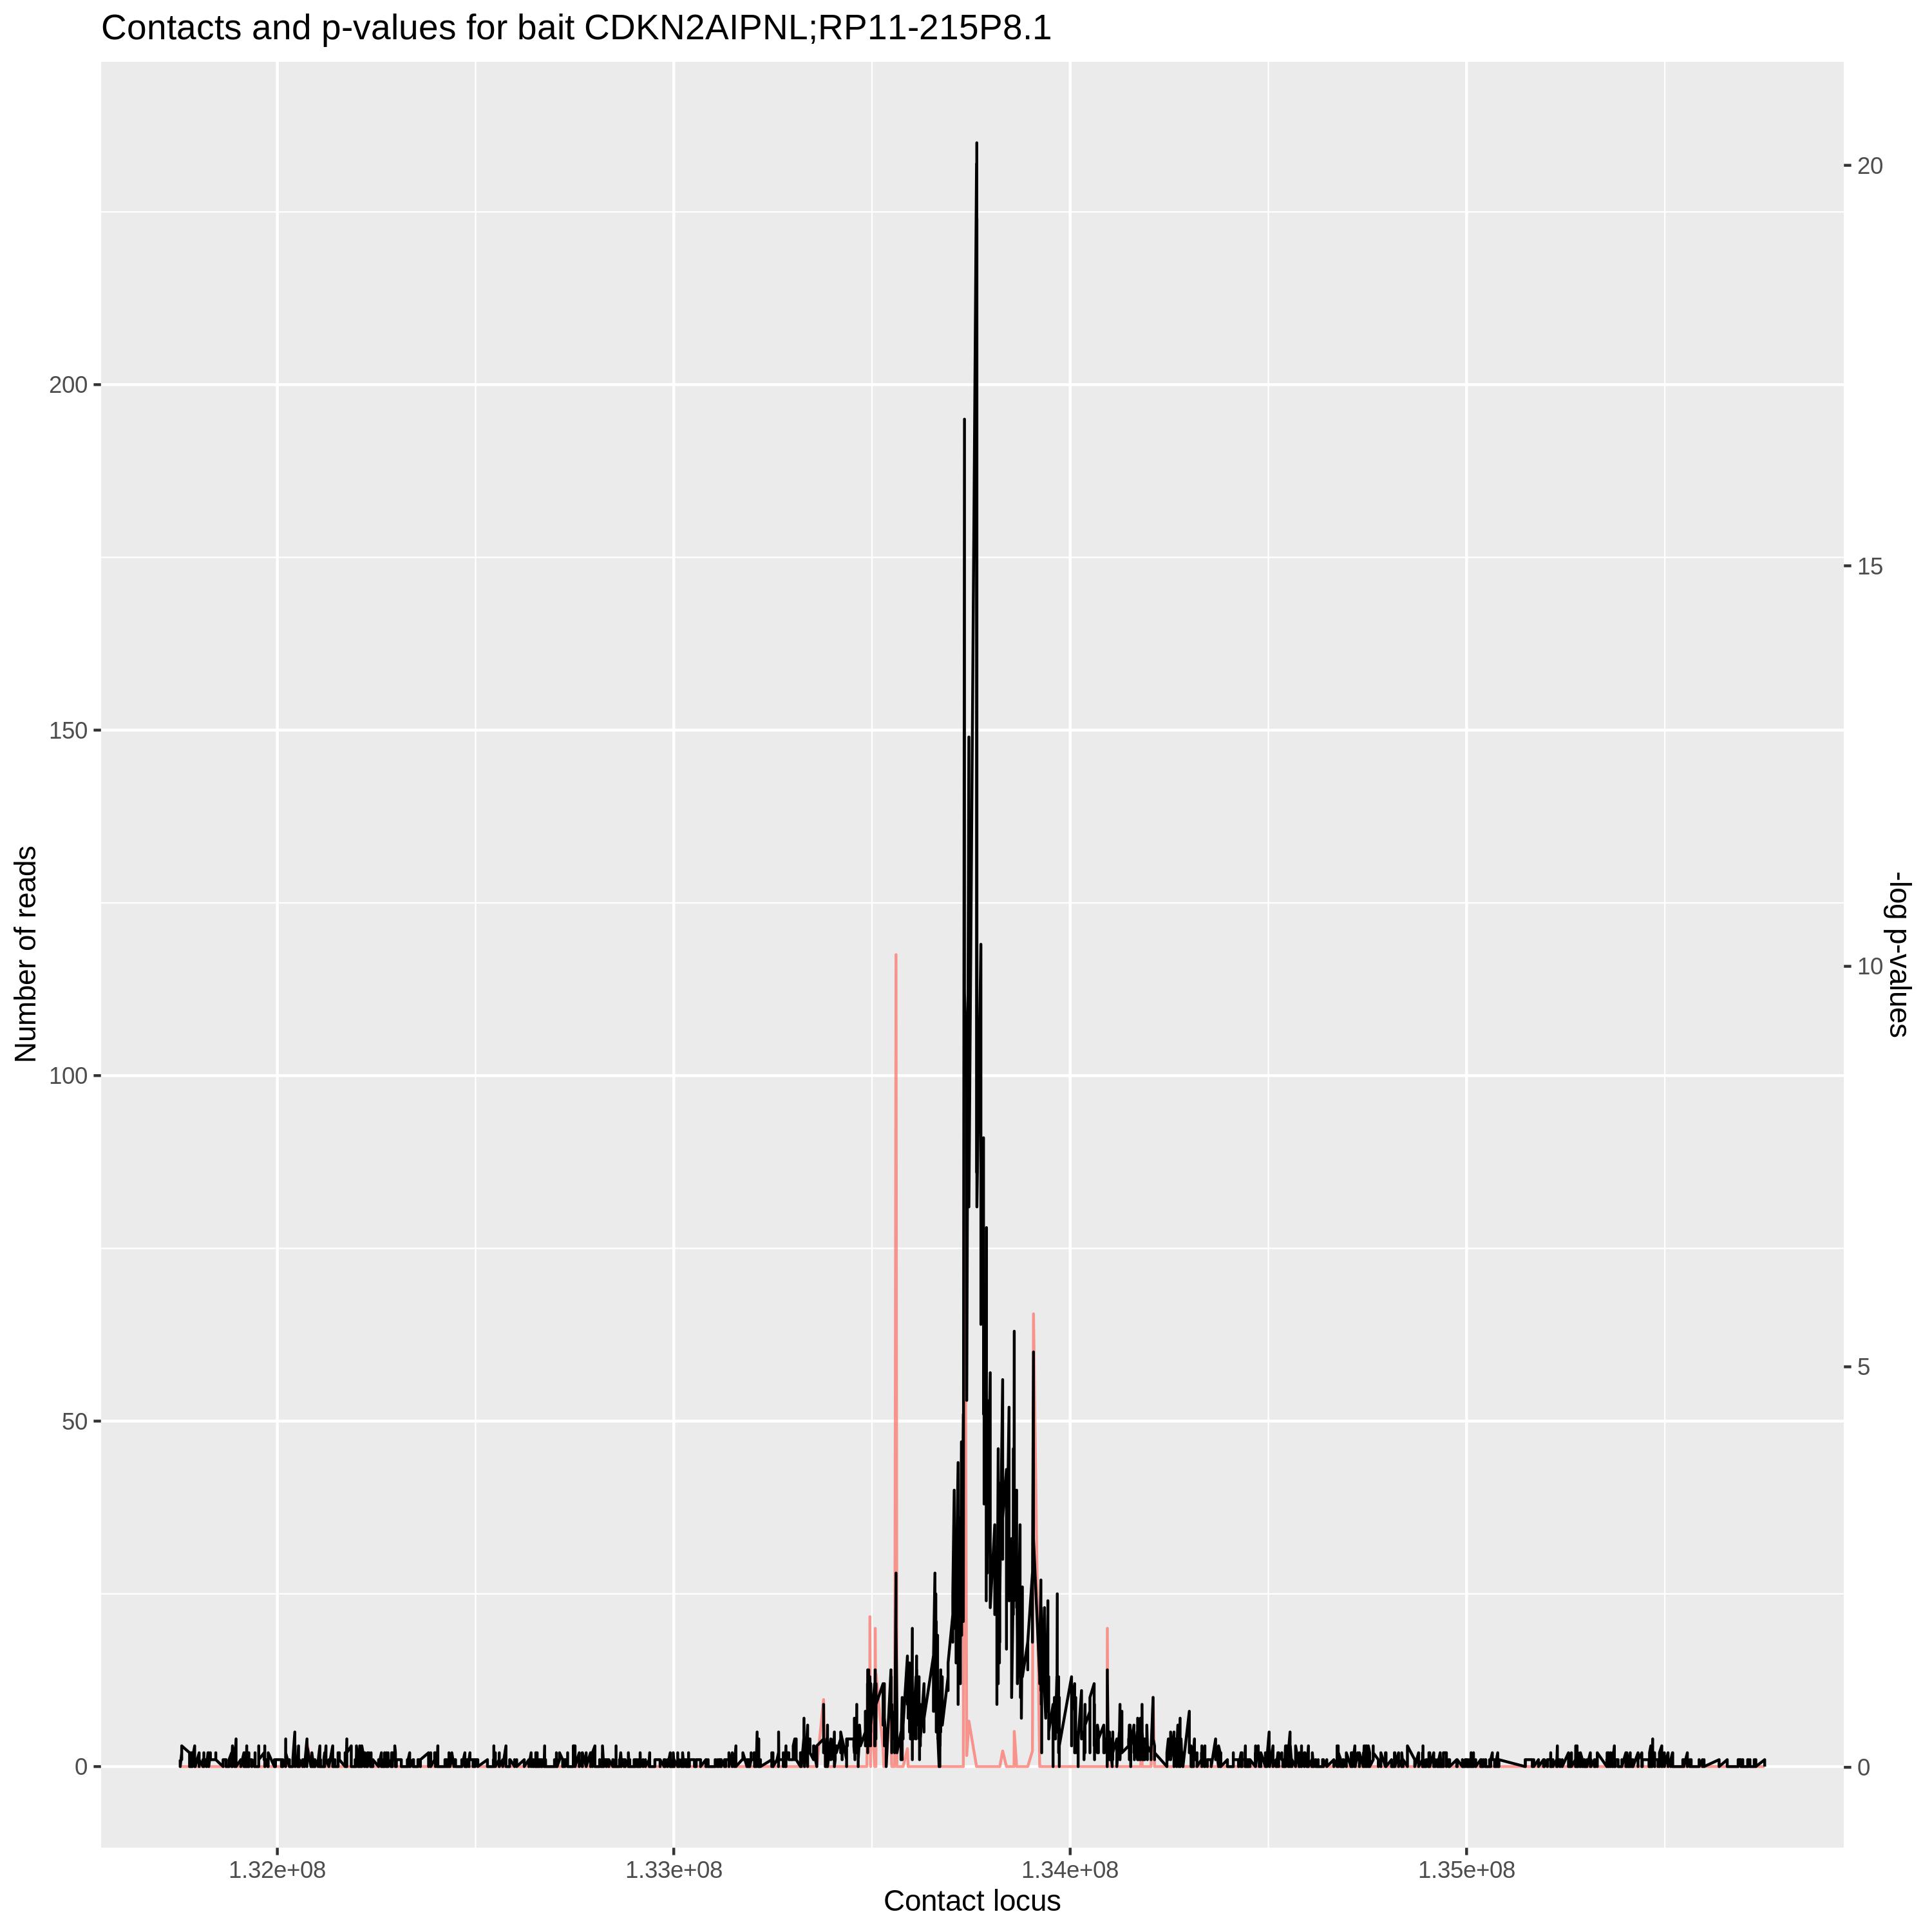 Contacts and p-values for bait CDKN2AIPNL;RP11-215P8.1
Number of reads
200
150
100
50
0
20
15
10
5
0
-log p-values
1.32e+08
1.33e+08
1.34e+08
1.35e+08
Contact locus